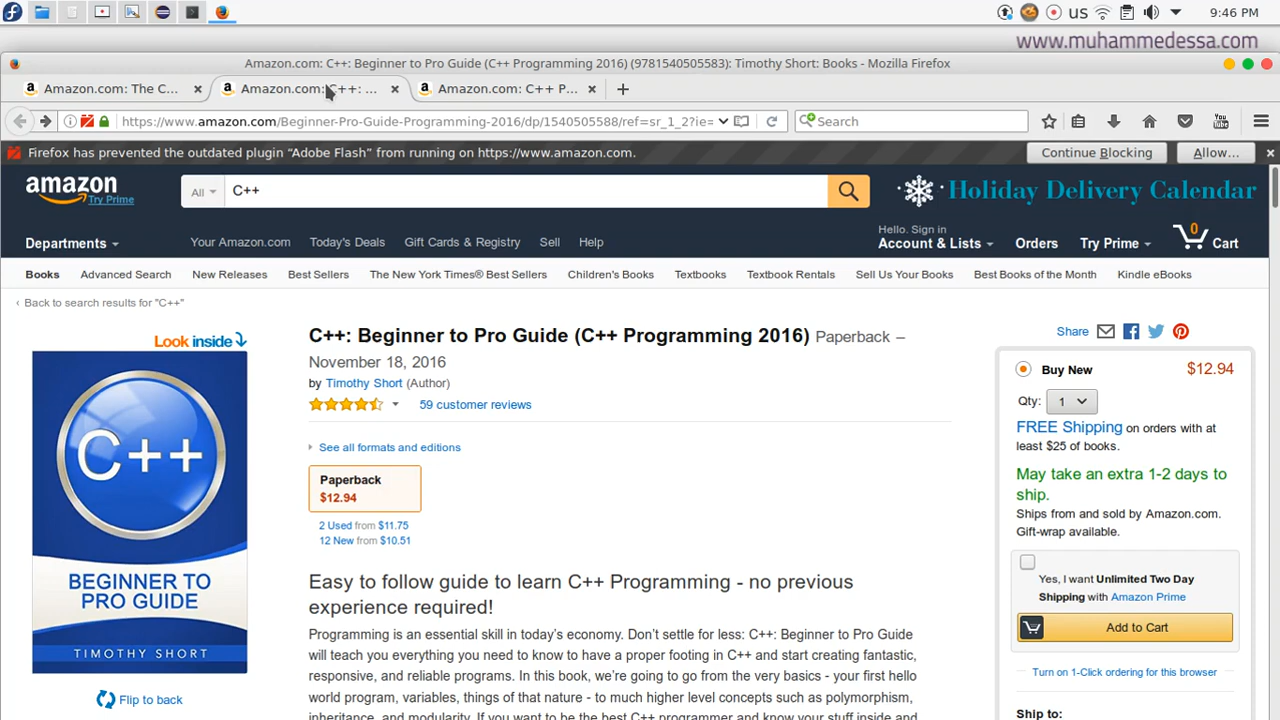 us 9:46 PM
www.muhammedessa.com
Amazon.com: C++: Beginner to Pro Guide (C++ Programming 2016) (9781540505583): Timothy Short: Books - Mozilla Firefox
Amazon.com: The C... Amazon.com: C++: ... Amazon.com: C++ P...
https://www.amazon.com/Beginner-Pro-Guide-Programming-2016/dp/1540505588/ref=sr_1_2?ie= Search
Firefox has prevented the outdated plugin “Adobe Flash” from running on https://www.amazon.com. Continue Blocking Allow...
amazon Try Prime All C++ Holiday Delivery Calendar
Hello. Sign in 0
Departments Your Amazon.com Today's Deals Gift Cards & Registry Sell Help Account & Lists Orders Try Prime Cart
Books Advanced Search New Releases Best Sellers The New York Times® Best Sellers Children's Books Textbooks Textbook Rentals Sell Us Your Books Best Books of the Month Kindle eBooks
‹ Back to search results for "C++"
Look inside
C++
BEGINNER TO
PRO GUIDE
TIMOTHY SHORT
Flip to back
C++: Beginner to Pro Guide (C++ Programming 2016) Paperback –
November 18, 2016
by Timothy Short (Author)
59 customer reviews
See all formats and editions
Paperback
$12.94
2 Used from $11.75
12 New from $10.51
Easy to follow guide to learn C++ Programming - no previous
experience required!
Programming is an essential skill in today’s economy. Don’t settle for less: C++: Beginner to Pro Guide
will teach you everything you need to know to have a proper footing in C++ and start creating fantastic,
responsive, and reliable programs. In this book, we’re going to go from the very basics - your first hello
world program, variables, things of that nature - to much higher level concepts such as polymorphism,
inheritance, and modularity. If you want to be the best C++ programmer and know your stuff inside and
Share
Buy New $12.94
Qty: 1
FREE Shipping on orders with at
least $25 of books.
May take an extra 1-2 days to
ship.
Ships from and sold by Amazon.com.
Gift-wrap available.
Yes, I want Unlimited Two Day
Shipping with Amazon Prime
Add to Cart
Turn on 1-Click ordering for this browser
Ship to: